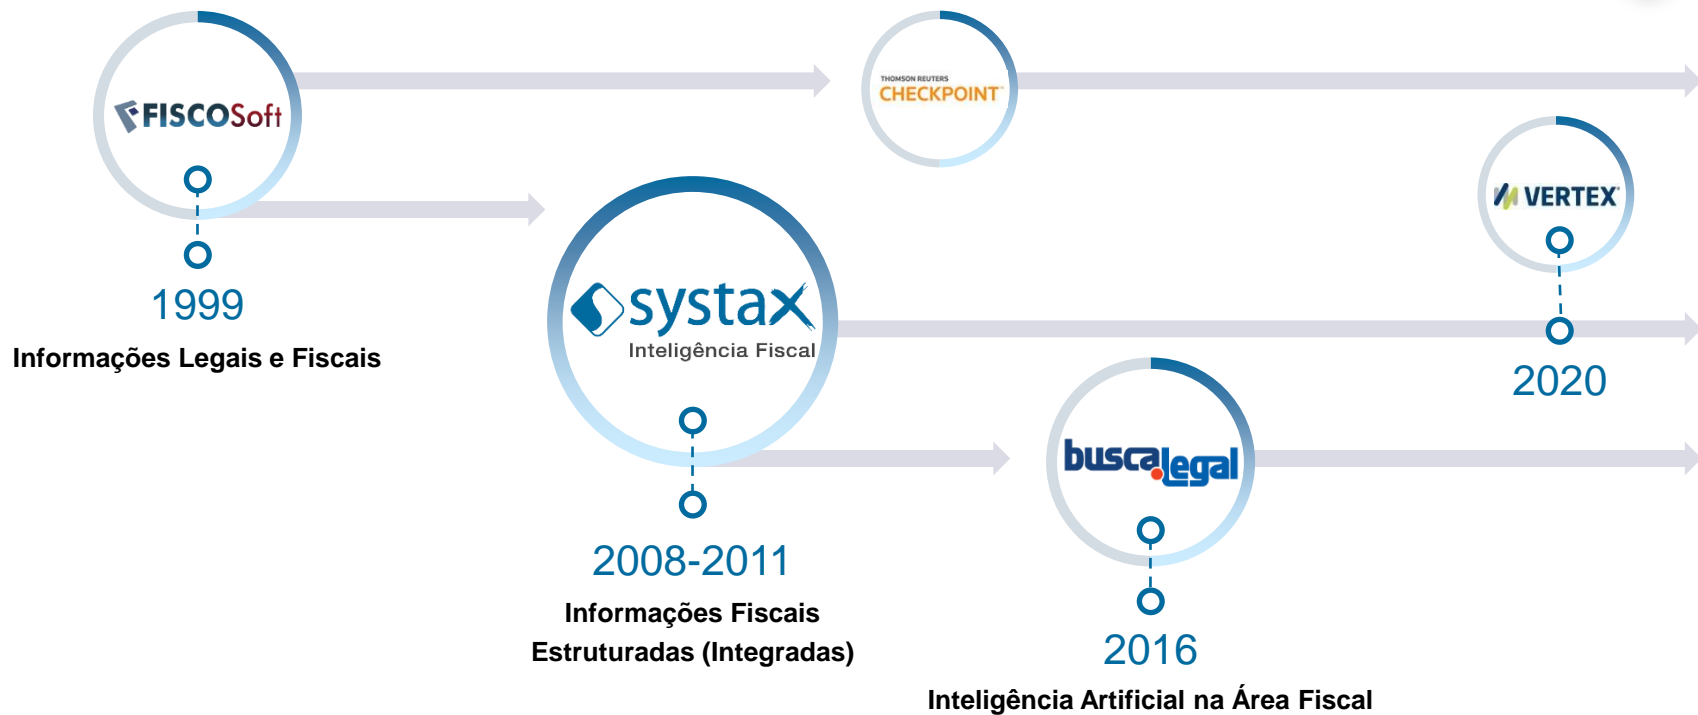 FISCOSoft
1999
Informações Legais e Fiscais
systax
Inteligência Fiscal
2008-2011
Informações Fiscais
Estruturadas (Integradas)
THOMSON REUTERS
CHECKPOINT™
busca.legal
2016
Inteligência Artificial na Área Fiscal
VERTEX®
2020